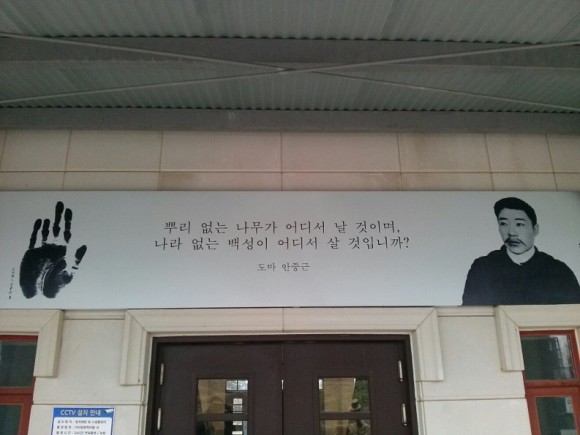 뿌리 없는 나무가 어디서 날 것이며,
나라 없는 백성이 어디서 살 것입니까?
도마 안중근
CCTV 설치 안내